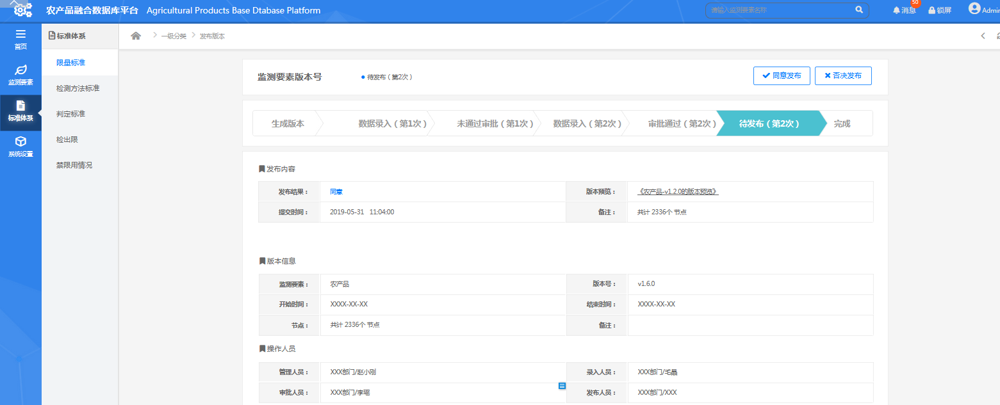 农产品融合数据库平台 Agricultural Products Base Dtabase Platform 请输入监测要素名称 50 消息 锁屏 Admin
首页
监测要素
标准体系
系统设置
标准体系
限量标准
检测方法标准
判定标准
检出限
禁限用情况
一级分类 发布版本
监测要素版本号 待发布（第2次） 同意发布 否决发布
生成版本 数据录入（第1次） 未通过审批（第1次） 数据录入（第2次） 审批通过（第2次） 待发布（第2次） 完成
发布内容
发布结果： 同意 版本预览： 《农产品-v1.2.0的版本预览》
提交时间： 2019-05-31 11:04:00 备注： 共计 2336个 节点
版本信息
监测要素： 农产品 版本号： v1.6.0
开始时间： XXXX-XX-XX 结束时间： XXXX-XX-XX
节点： 共计 2336个 节点 备注：
操作人员
管理人员： XXX部门/赵小刚 录入人员： XXX部门/毛晶
审批人员： XXX部门/李瑶 发布人员： XXX部门/XXX